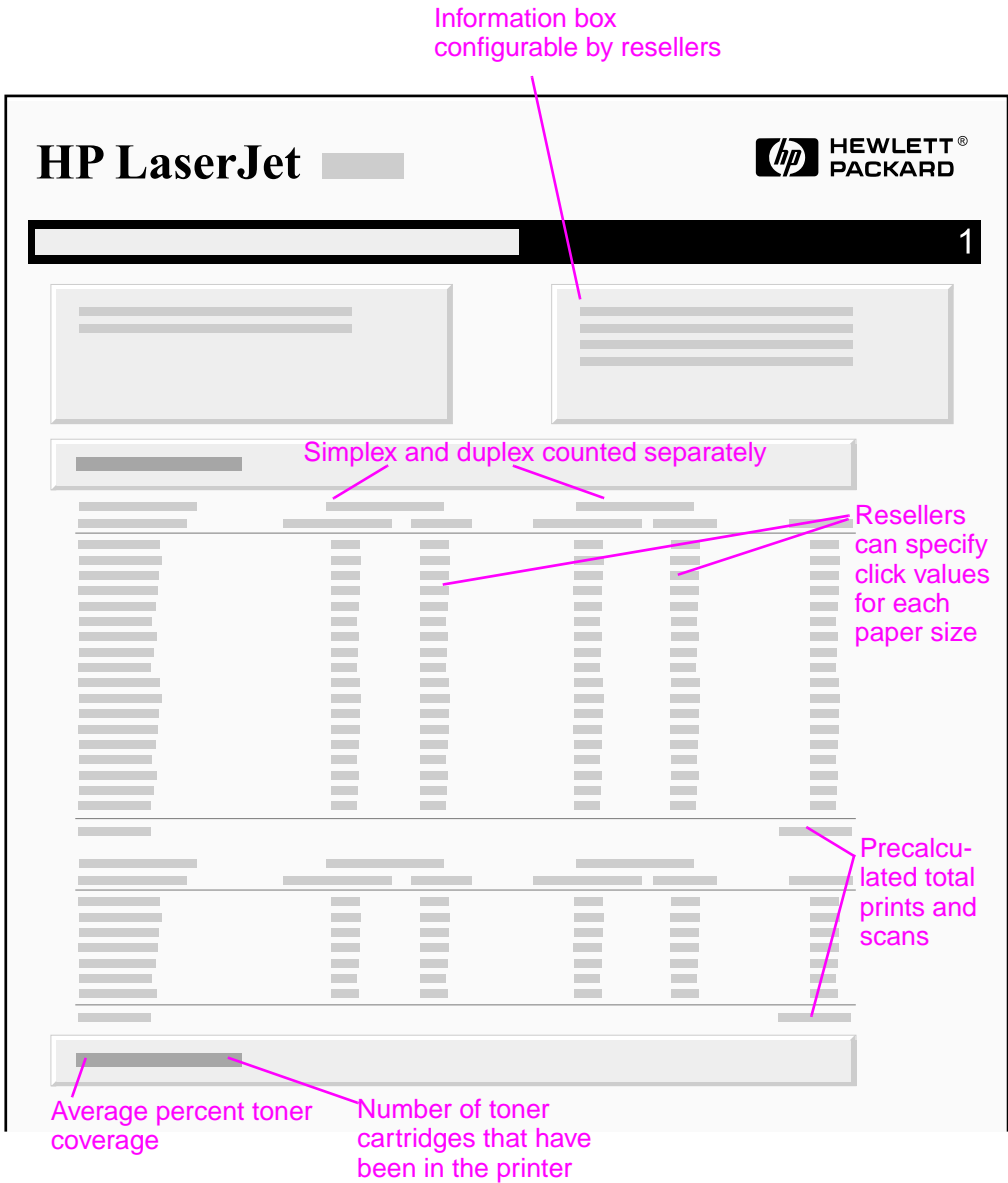 Information box
configurable by resellers
HP LaserJet
hp HEWLETT®
PACKARD
1
Simplex and duplex counted separately
Resellers
can specify
click values
for each
paper size
Precalcu-
lated total
prints and
scans
Average percent toner
coverage
Number of toner
cartridges that have
been in the printer